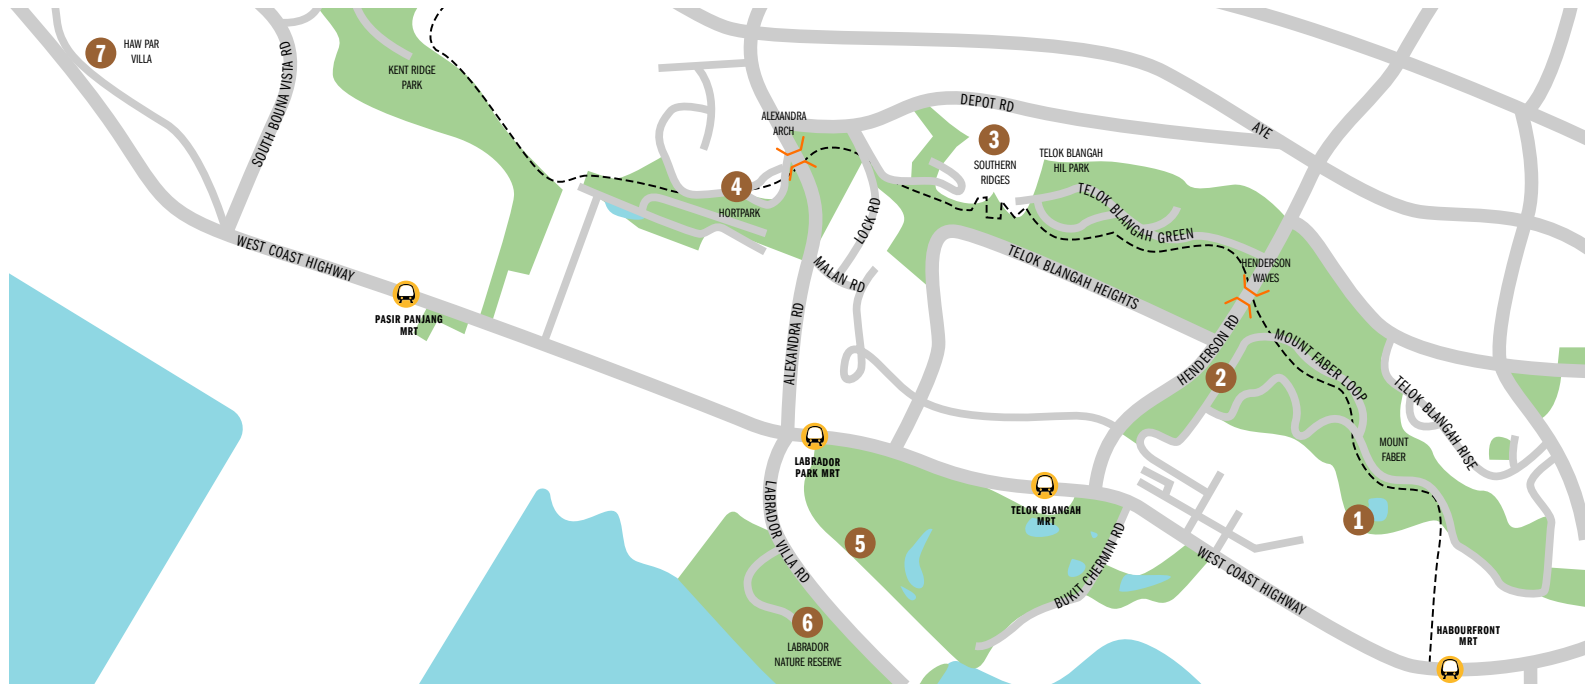 7
HAW PAR
VILLA
SOUTH BOUNA VISTA RD
KENT RIDGE
PARK
ALEXANDRA
ARCH
DEPOT RD
AYE
3
SOUTHERN
RIDGES
TELOK BLANGAH
HIL PARK
4
HORTPARK
LOCK RD
TELOK BLANGAH GREEN
WEST COAST HIGHWAY
MALAN RD
TELOK BLANGAH HEIGHTS
HENDERSON
WAVES
PASIR PANJANG
MRT
ALEXANDRA RD
HENDERSON RD
2
MOUNT FABER LOOP
TELOK BLANGAH RISE
MOUNT
FABER
LABRADOR
PARK MRT
TELOK BLANGAH
MRT
1
LABRADOR VILLA RD
5
BUKIT CHERMIN RD
WEST COAST HIGHWAY
6
LABRADOR
NATURE RESERVE
HABOURFRONT
MRT